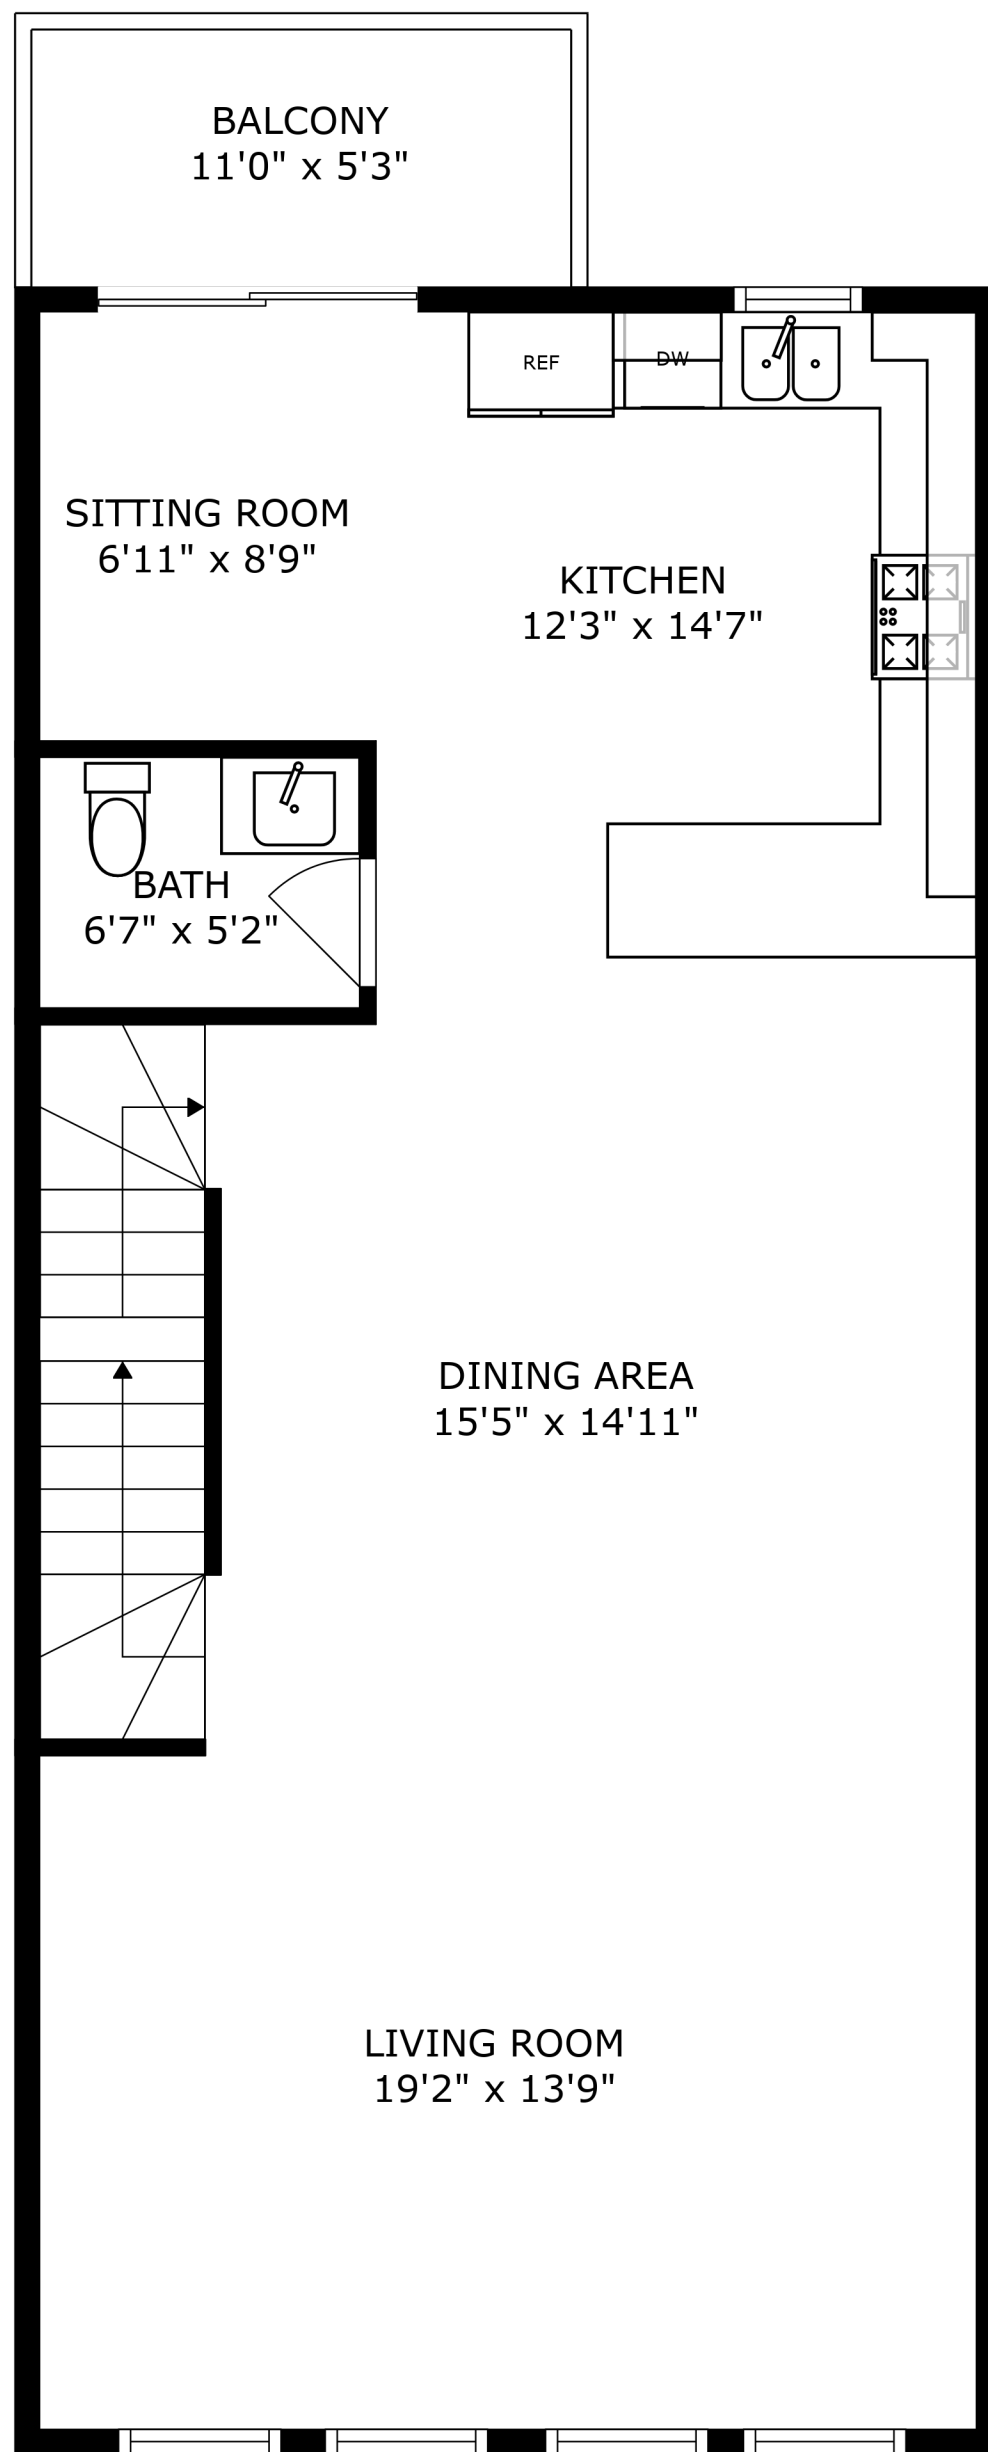 BALCONY
11'0" x 5'3"
REF
DW
SITTING ROOM
6'11" x 8'9"
KITCHEN
12'3" x 14'7"
BATH
6'7" x 5'2"
DINING AREA
15'5" x 14'11"
LIVING ROOM
19'2" x 13'9"